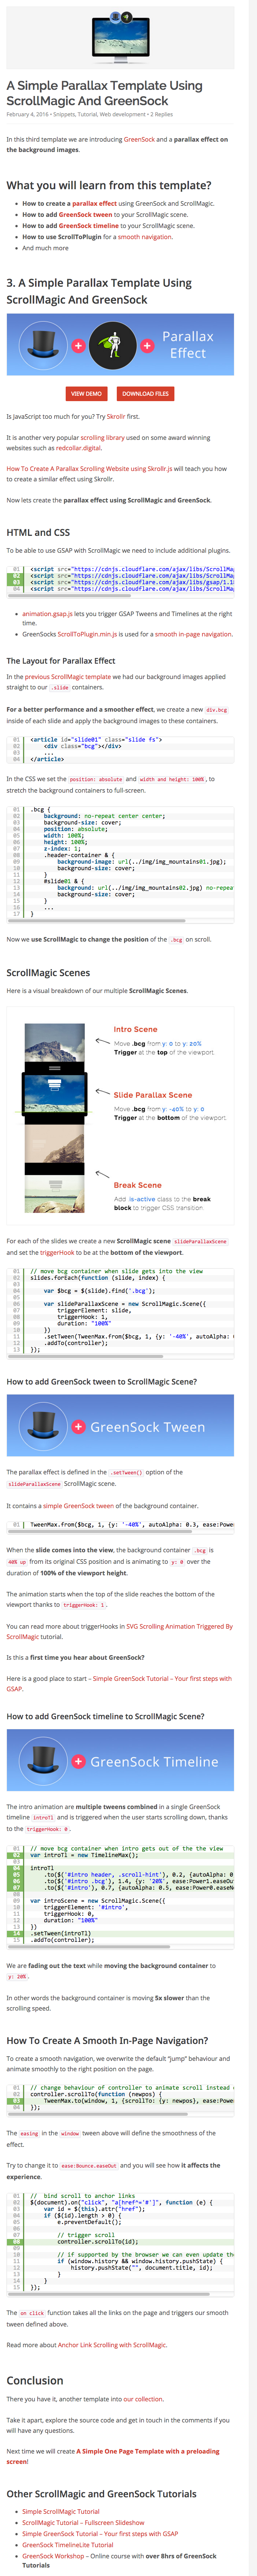 A Simple Parallax Template Using
ScrollMagic And GreenSock
February 4, 2016 • Snippets, Tutorial, Web development • 2 Replies
In this third template we are introducing GreenSock and a parallax effect on
the background images.
What you will learn from this template?
• How to create a parallax effect using GreenSock and ScrollMagic.
• How to add GreenSock tween to your ScrollMagic scene.
• How to add GreenSock timeline to your ScrollMagic scene.
• How to use ScrollToPlugin for a smooth navigation.
• And much more
3. A Simple Parallax Template Using
ScrollMagic And GreenSock
Parallax
Effect
VIEW DEMO DOWNLOAD FILES
Is JavaScript too much for you? Try Skrollr first.
It is another very popular scrolling library used on some award winning
websites such as redcollar.digital.
How To Create A Parallax Scrolling Website using Skrollr.js will teach you how
to create a similar effect using Skrollr.
Now lets create the parallax effect using ScrollMagic and GreenSock.
HTML and CSS
To be able to use GSAP with ScrollMagic we need to include additional plugins.
01 <script src="https://cdnjs.cloudflare.com/ajax/libs/ScrollMa
02 <script src="https://cdnjs.cloudflare.com/ajax/libs/ScrollMa
03 <script src="https://cdnjs.cloudflare.com/ajax/libs/gsap/1.1
04 <script src="https://cdnjs.cloudflare.com/ajax/libs/ScrollMa
• animation.gsap.js lets you trigger GSAP Tweens and Timelines at the right
time.
• GreenSocks ScrollToPlugin.min.js is used for a smooth in-page navigation.
The Layout for Parallax Effect
In the previous ScrollMagic template we had our background images applied
straight to our .slide containers.
For a better performance and a smoother effect, we create a new div.bcg
inside of each slide and apply the background images to these containers.
01 <article id="slide01" class="slide fs">
02 <div class="bcg"></div>
03 ...
04 </article>
In the CSS we set the position: absolute and width and height: 100%, to
stretch the background containers to full-screen.
01 .bcg {
02 background: no-repeat center center;
03 background-size: cover;
04 position: absolute;
05 width: 100%;
06 height: 100%;
07 z-index: 1;
08 .header-container & {
09 background-image: url(../img/img_mountains01.jpg);
10 background-size: cover;
11 }
12 #slide01 & {
13 background: url(../img/img_mountains02.jpg) no-repea
14 background-size: cover;
15 }
16 ...
17 }
Now we use ScrollMagic to change the position of the .bcg on scroll.
ScrollMagic Scenes
Here is a visual breakdown of our multiple ScrollMagic Scenes.
Intro Scene
Move .bcg from y: 0 to y: 20%
Trigger at the top of the viewport.
Slide Parallax Scene
Move .bcg from y: -40% to y: 0
Trigger at the bottom of the viewport.
Break Scene
Add is-active class to the break
block to trigger CSS transition
For each of the slides we create a new ScrollMagic scene slideParallaxScene
and set the triggerHook to be at the bottom of the viewport.
01 // move bcg container when slide gets into the view
02 slides.forEach(function (slide, index) {
03
04 var $bcg = $(slide).find('.bcg');
05
06 var slideParallaxScene = new ScrollMagic.Scene({
07 triggerElement: slide,
08 triggerHook: 1,
09 duration: "100%"
10 })
11 .setTween(TweenMax.from($bcg, 1, {y: '-40%', autoAlpha: 0
12 .addTo(controller);
13 });
How to add GreenSock tween to ScrollMagic Scene?
GreenSock Tween
The parallax effect is defined in the .setTween() option of the
slideParallaxScene ScrollMagic scene.
It contains a simple GreenSock tween of the background container.
01 TweenMax.from($bcg, 1, {y: '-40%', autoAlpha: 0.3, ease:Power
When the slide comes into the view, the background container .bcg is
40% up from its original CSS position and is animating to y: 0 over the
duration of 100% of the viewport height.
The animation starts when the top of the slide reaches the bottom of the
viewport thanks to triggerHook: 1.
You can read more about triggerHooks in SVG Scrolling Animation Triggered By
ScrollMagic tutorial.
Is this a first time you hear about GreenSock?
Here is a good place to start – Simple GreenSock Tutorial – Your first steps with
GSAP.
How to add GreenSock timeline to ScrollMagic Scene?
GreenSock Timeline
The intro animation are multiple tweens combined in a single GreenSock
timeline introTl and is triggered when the user starts scrolling down, thanks
to the triggerHook: 0.
01 // move bcg container when intro gets out of the the view
02 var introTl = new TimelineMax();
03
04 introTl
05 .to($('#intro header, .scroll-hint'), 0.2, {autoAlpha: 0
06 .to($('#intro .bcg'), 1.4, {y: '20%', ease:Power1.easeOut
07 .to($('#intro'), 0.7, {autoAlpha: 0.5, ease:Power0.easeNo
08
09 var introScene = new ScrollMagic.Scene({
10 triggerElement: '#intro',
11 triggerHook: 0,
12 duration: "100%"
13 })
14 .setTween(introTl)
15 .addTo(controller);
We are fading out the text while moving the background container to
y: 20%.
In other words the background container is moving 5x slower than the
scrolling speed.
How To Create A Smooth In-Page Navigation?
To create a smooth navigation, we overwrite the default “jump” behaviour and
animate smoothly to the right position on the page.
01 // change behaviour of controller to animate scroll instead o
02 controller.scrollTo(function (newpos) {
03 TweenMax.to(window, 1, {scrollTo: {y: newpos}, ease:Power
04 });
The easing in the window tween above will define the smoothness of the
effect.
Try to change it to ease:Bounce.easeOut and you will see how it affects the
experience.
01 // bind scroll to anchor links
02 $(document).on("click", "a[href^='#']", function (e) {
03 var id = $(this).attr("href");
04 if ($(id).length > 0) {
05 e.preventDefault();
06
07 // trigger scroll
08 controller.scrollTo(id);
09
10 // if supported by the browser we can even update the
11 if (window.history && window.history.pushState) {
12 history.pushState("", document.title, id);
13 }
14 }
15 });
The on click function takes all the links on the page and triggers our smooth
tween defined above.
Read more about Anchor Link Scrolling with ScrollMagic.
Conclusion
There you have it, another template into our collection.
Take it apart, explore the source code and get in touch in the comments if you
will have any questions.
Next time we will create A Simple One Page Template with a preloading
screen!
Other ScrollMagic and GreenSock Tutorials
• Simple ScrollMagic Tutorial
• ScrollMagic Tutorial – Fullscreen Slideshow
• Simple GreenSock Tutorial – Your first steps with GSAP
• GreenSock TimelineLite Tutorial
• GreenSock Workshop – Online course with over 8hrs of GreenSock
Tutorials